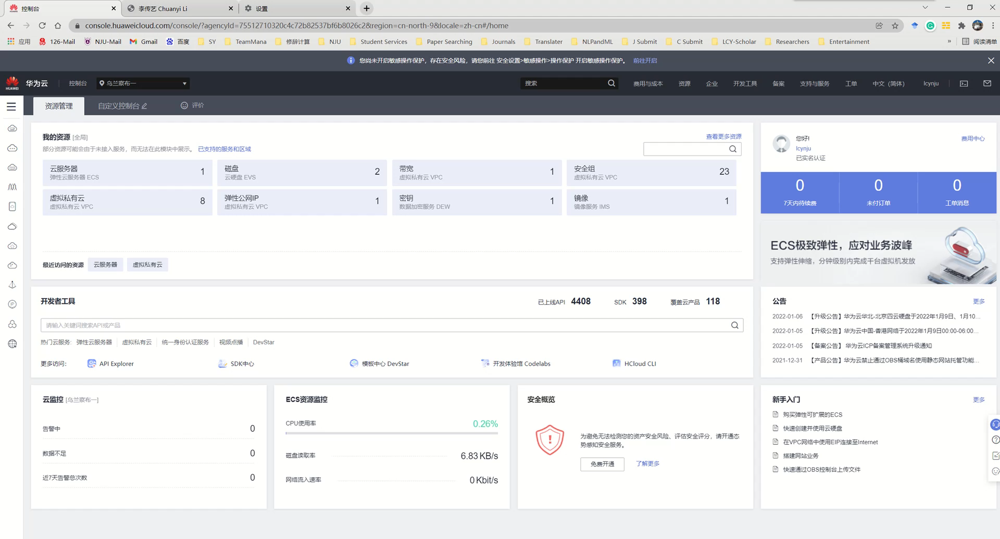 控制台
李传艺 Chuanyi Li
设置
console.huaweicloud.com/console/?agencyId=75512710320c4c72b82537bf6b8026c2&region=cn-north-9&locale=zh-cn#/home
应用
126-Mail
NJU-Mail
Gmail
百度
SY
TeamMana
修辞计算
NJU
Student Services
Paper Searching
Journals
Translater
NLPandML
J Submit
C Submit
LCY-Scholar
Researchers
Entertainment
»
阅读清单
您尚未开启敏感操作保护，存在安全风险，请您前往 安全设置>敏感操作>操作保护 开启敏感操作保护。 前往开启
HUAWEI
华为云
控制台
乌兰察布一
搜索
费用与成本
资源
企业
开发工具
备案
支持与服务
工单
中文（简体）
lcynju
资源管理
自定义控制台
评价
我的资源 [全局]
查看更多资源
部分资源可能会由于未接入服务，而无法在此模块中展示。 已支持的服务和区域
云服务器
弹性云服务器 ECS
1
磁盘
云硬盘 EVS
2
带宽
虚拟私有云 VPC
1
安全组
虚拟私有云 VPC
23
虚拟私有云
虚拟私有云 VPC
8
弹性公网IP
虚拟私有云 VPC
1
密钥
数据加密服务 DEW
1
镜像
镜像服务 IMS
1
最近访问的资源
云服务器
虚拟私有云
您好!
lcynju
已实名认证
费用中心
0
7天内待续费
0
未付订单
0
工单消息
ECS极致弹性，应对业务波峰
支持弹性伸缩，分钟级别内完成千台虚拟机发放
开发者工具
已上线API 4408
SDK 398
覆盖云产品 118
请输入关键词搜索API或产品
热门云服务: 弹性云服务器 虚拟私有云 统一身份认证服务 视频点播 DevStar
更多访问:
API Explorer
SDK中心
模板中心 DevStar
开发体验馆 Codelabs
HCloud CLI
公告
更多
2022-01-06 【升级公告】华为云华北-北京四云硬盘于2022年1月9日、1月10...
2022-01-05 【升级公告】华为云中国-香港网络于2022年1月9日00:00-06:00...
2022-01-05 【备案公告】 华为云ICP备案管理系统升级通知
2021-12-31 【产品公告】华为云禁止通过OBS桶域名使用静态网站托管功能...
云监控 [乌兰察布一]
告警中 0
数据不足 0
近7天告警总次数 0
ECS资源监控
CPU使用率 0.26%
磁盘读取率 6.83 KB/s
网络流入速率 0 Kbit/s
安全概览
为避免无法检测您的资产安全风险、评估安全评分，请开通态
势感知安全服务。
免费开通
了解更多
新手入门
更多
购买弹性可扩展的ECS
快速创建并使用云硬盘
在VPC网络中使用EIP连接至Internet
搭建网站业务
快速通过OBS控制台上传文件